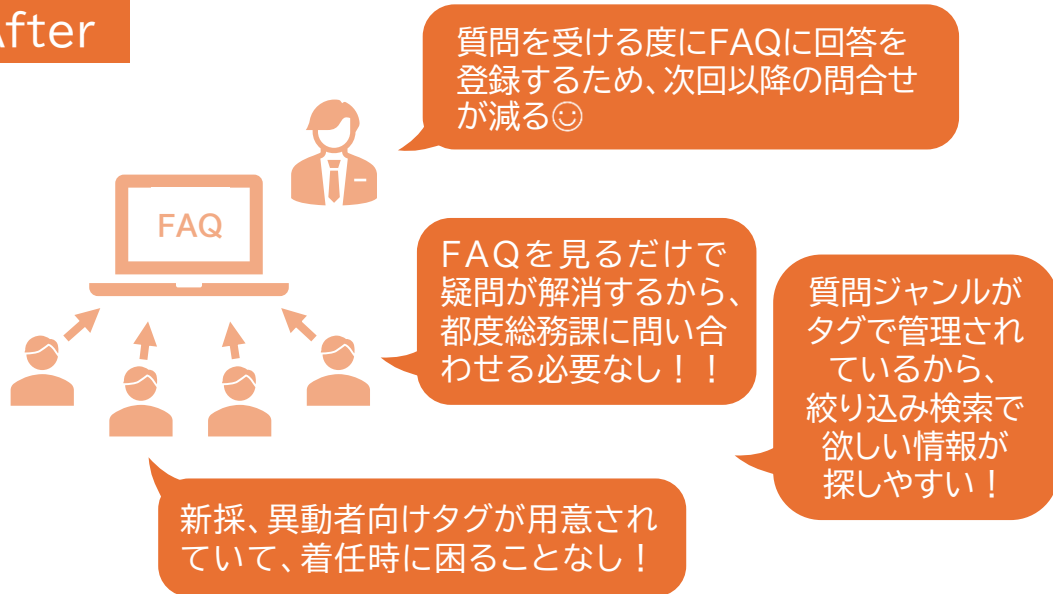 After
質問を受ける度にFAQに回答を
登録するため、次回以降の問合せ
が減る☺
FAQ
FAQを見るだけで
疑問が解消するから、
都度総務課に問い合
わせる必要なし！！
質問ジャンルが
タグで管理され
ているから、
絞り込み検索で
欲しい情報が
探しやすい！
新採、異動者向けタグが用意され
ていて、着任時に困ることなし！